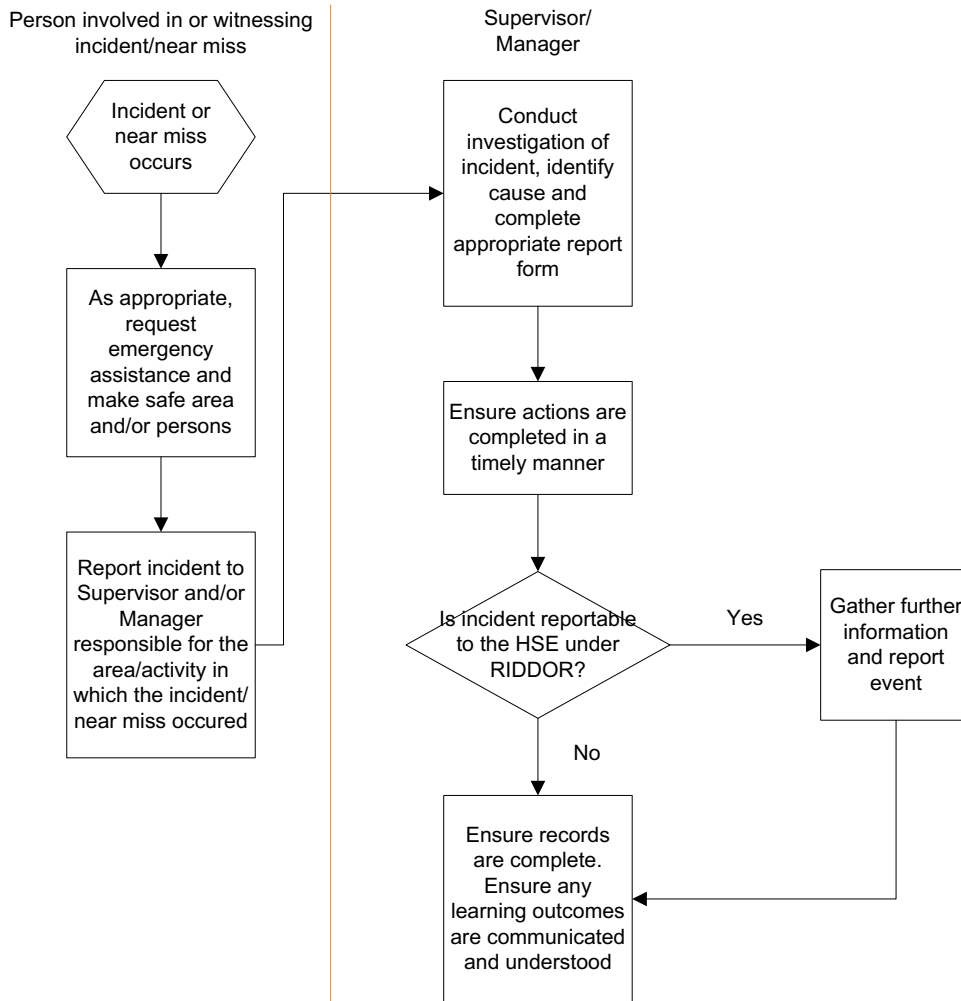 Person involved in or witnessing
incident/near miss
Incident or
near miss
occurs
As appropriate,
request
emergency
assistance and
make safe area
and/or persons
Report incident to
Supervisor and/or
Manager
responsible for the
area/activity in
which the incident/
near miss occured
Supervisor/
Manager
Conduct
investigation of
incident, identify
cause and
complete
appropriate report
form
Ensure actions are
completed in a
timely manner
Is incident reportable
to the HSE under
RIDDOR?
Yes
Gather further
information
and report
event
No
Ensure records
are complete.
Ensure any
learning outcomes
are communicated
and understood